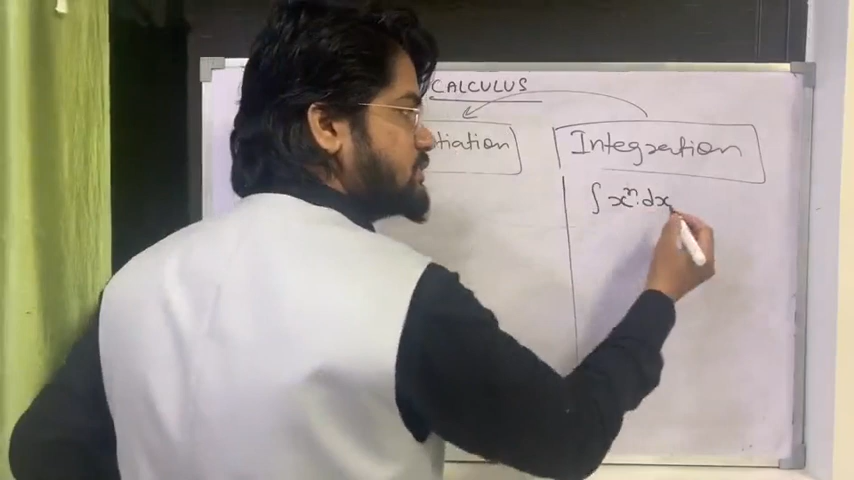 CALCULUS
tiation
Integration
∫ xⁿ.dx